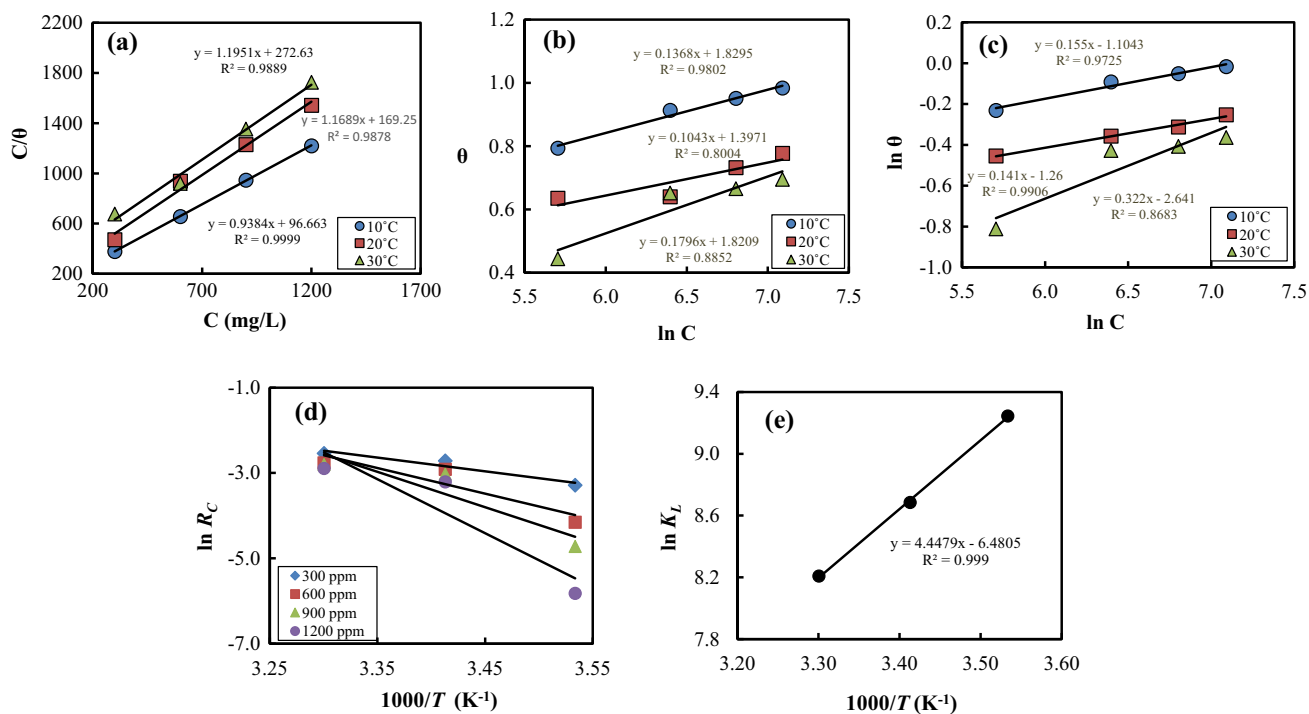 (a)
C/θ
2200
1800
1400
1000
600
200
y = 1.1951x + 272.63
R² = 0.9889
y = 1.1689x + 169.25
R² = 0.9878
y = 0.9384x + 96.663
R² = 0.9999
10˚C
20˚C
30˚C
200
700
1200
1700
C (mg/L)
(b)
θ
1.2
1.0
0.8
0.6
0.4
y = 0.1368x + 1.8295
R² = 0.9802
y = 0.1043x + 1.3971
R² = 0.8004
y = 0.1796x + 1.8209
R² = 0.8852
10˚C
20˚C
30˚C
5.5
6.0
6.5
7.0
7.5
ln C
(c)
ln θ
0.2
0.0
-0.2
-0.4
-0.6
-0.8
-1.0
y = 0.155x - 1.1043
R² = 0.9725
y = 0.141x - 1.26
R² = 0.9906
y = 0.322x - 2.641
R² = 0.8683
10˚C
20˚C
30˚C
5.5
6.0
6.5
7.0
7.5
ln C
(d)
ln R_C
-1.0
-3.0
-5.0
-7.0
300 ppm
600 ppm
900 ppm
1200 ppm
3.25
3.35
3.45
3.55
1000/T (K⁻¹)
(e)
ln K_L
9.4
9.0
8.6
8.2
7.8
y = 4.4479x - 6.4805
R² = 0.999
3.20
3.30
3.40
3.50
3.60
1000/T (K⁻¹)